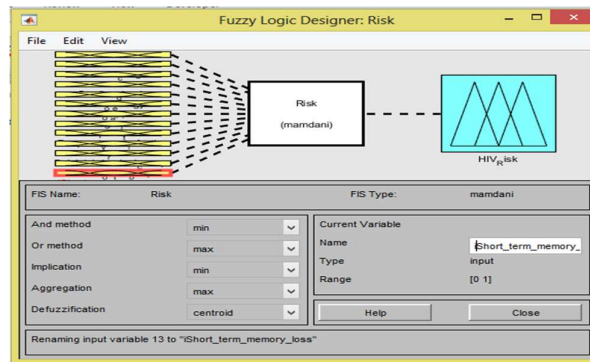 Fuzzy Logic Designer: Risk
File Edit View
Risk
(mamdani)
HIV_Risk
FIS Name: Risk FIS Type: mamdani
And method min
Or method max
Implication min
Aggregation max
Defuzzification centroid
Current Variable
Name iShort_term_memory_
Type input
Range [0 1]
Help Close
Renaming input variable 13 to "iShort_term_memory_loss"